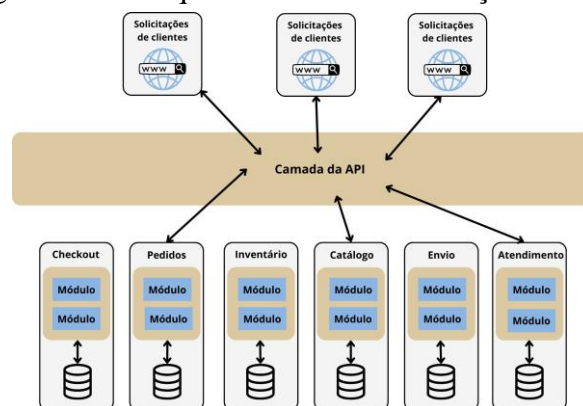 Solicitações
de clientes
Solicitações
de clientes
Solicitações
de clientes
www
www
www
Camada da API
Checkout
Pedidos
Inventário
Catálogo
Envio
Atendimento
Módulo
Módulo
Módulo
Módulo
Módulo
Módulo
Módulo
Módulo
Módulo
Módulo
Módulo
Módulo